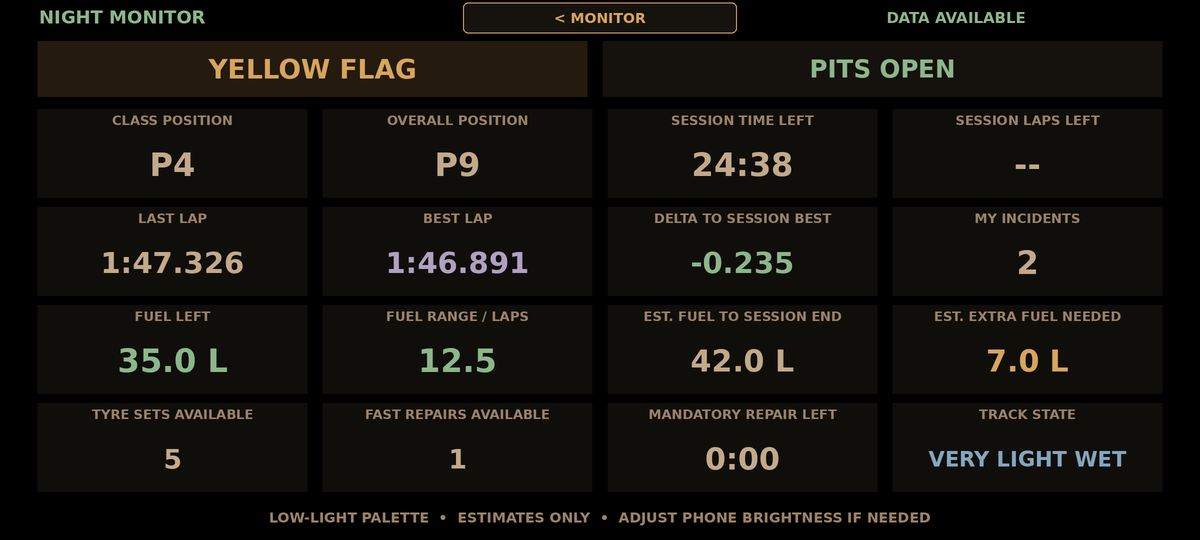 NIGHT MONITOR
< MONITOR
DATA AVAILABLE
YELLOW FLAG
PITS OPEN
CLASS POSITION
P4
OVERALL POSITION
P9
SESSION TIME LEFT
24:38
SESSION LAPS LEFT
--
LAST LAP
1:47.326
BEST LAP
1:46.891
DELTA TO SESSION BEST
-0.235
MY INCIDENTS
2
FUEL LEFT
35.0 L
FUEL RANGE / LAPS
12.5
EST. FUEL TO SESSION END
42.0 L
EST. EXTRA FUEL NEEDED
7.0 L
TYRE SETS AVAILABLE
5
FAST REPAIRS AVAILABLE
1
MANDATORY REPAIR LEFT
0:00
TRACK STATE
VERY LIGHT WET
LOW-LIGHT PALETTE • ESTIMATES ONLY • ADJUST PHONE BRIGHTNESS IF NEEDED